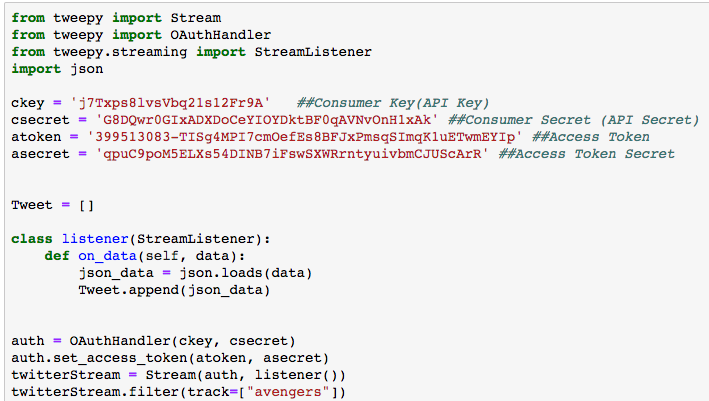 from tweepy import Stream
from tweepy import OAuthHandler
from tweepy.streaming import StreamListener
import json
ckey = 'j7Txps8lvsVbq21s12Fr9A' ##Consumer Key(API Key)
csecret = 'G8DQwr0GIxADXDoCeYIOYDktBF0qAVNvOnH1xAk' ##Consumer Secret (API Secret)
atoken = '399513083-TISg4MPI7cmOefEs8BFJxPmsqSImqKluETwmEYIp' ##Access Token
asecret = 'qpuC9poM5ELXs54DINB7iFswSXWRrntyuivbmCJUScArR' ##Access Token Secret
Tweet = []
class listener(StreamListener):
def on_data(self, data):
json_data = json.loads(data)
Tweet.append(json_data)
auth = OAuthHandler(ckey, csecret)
auth.set_access_token(atoken, asecret)
twitterStream = Stream(auth, listener())
twitterStream.filter(track=["avengers"])